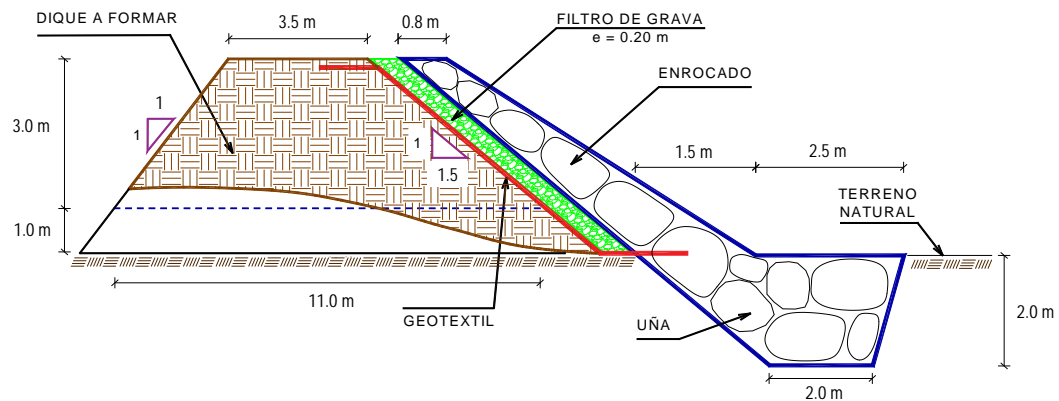 DIQUE A FORMAR
3.5 m
0.8 m
FILTRO DE GRAVA
e = 0.20 m
ENROCADO
3.0 m
1
1
1
1.5
1.5 m
2.5 m
TERRENO
NATURAL
1.0 m
11.0 m
GEOTEXTIL
UÑA
2.0 m
2.0 m